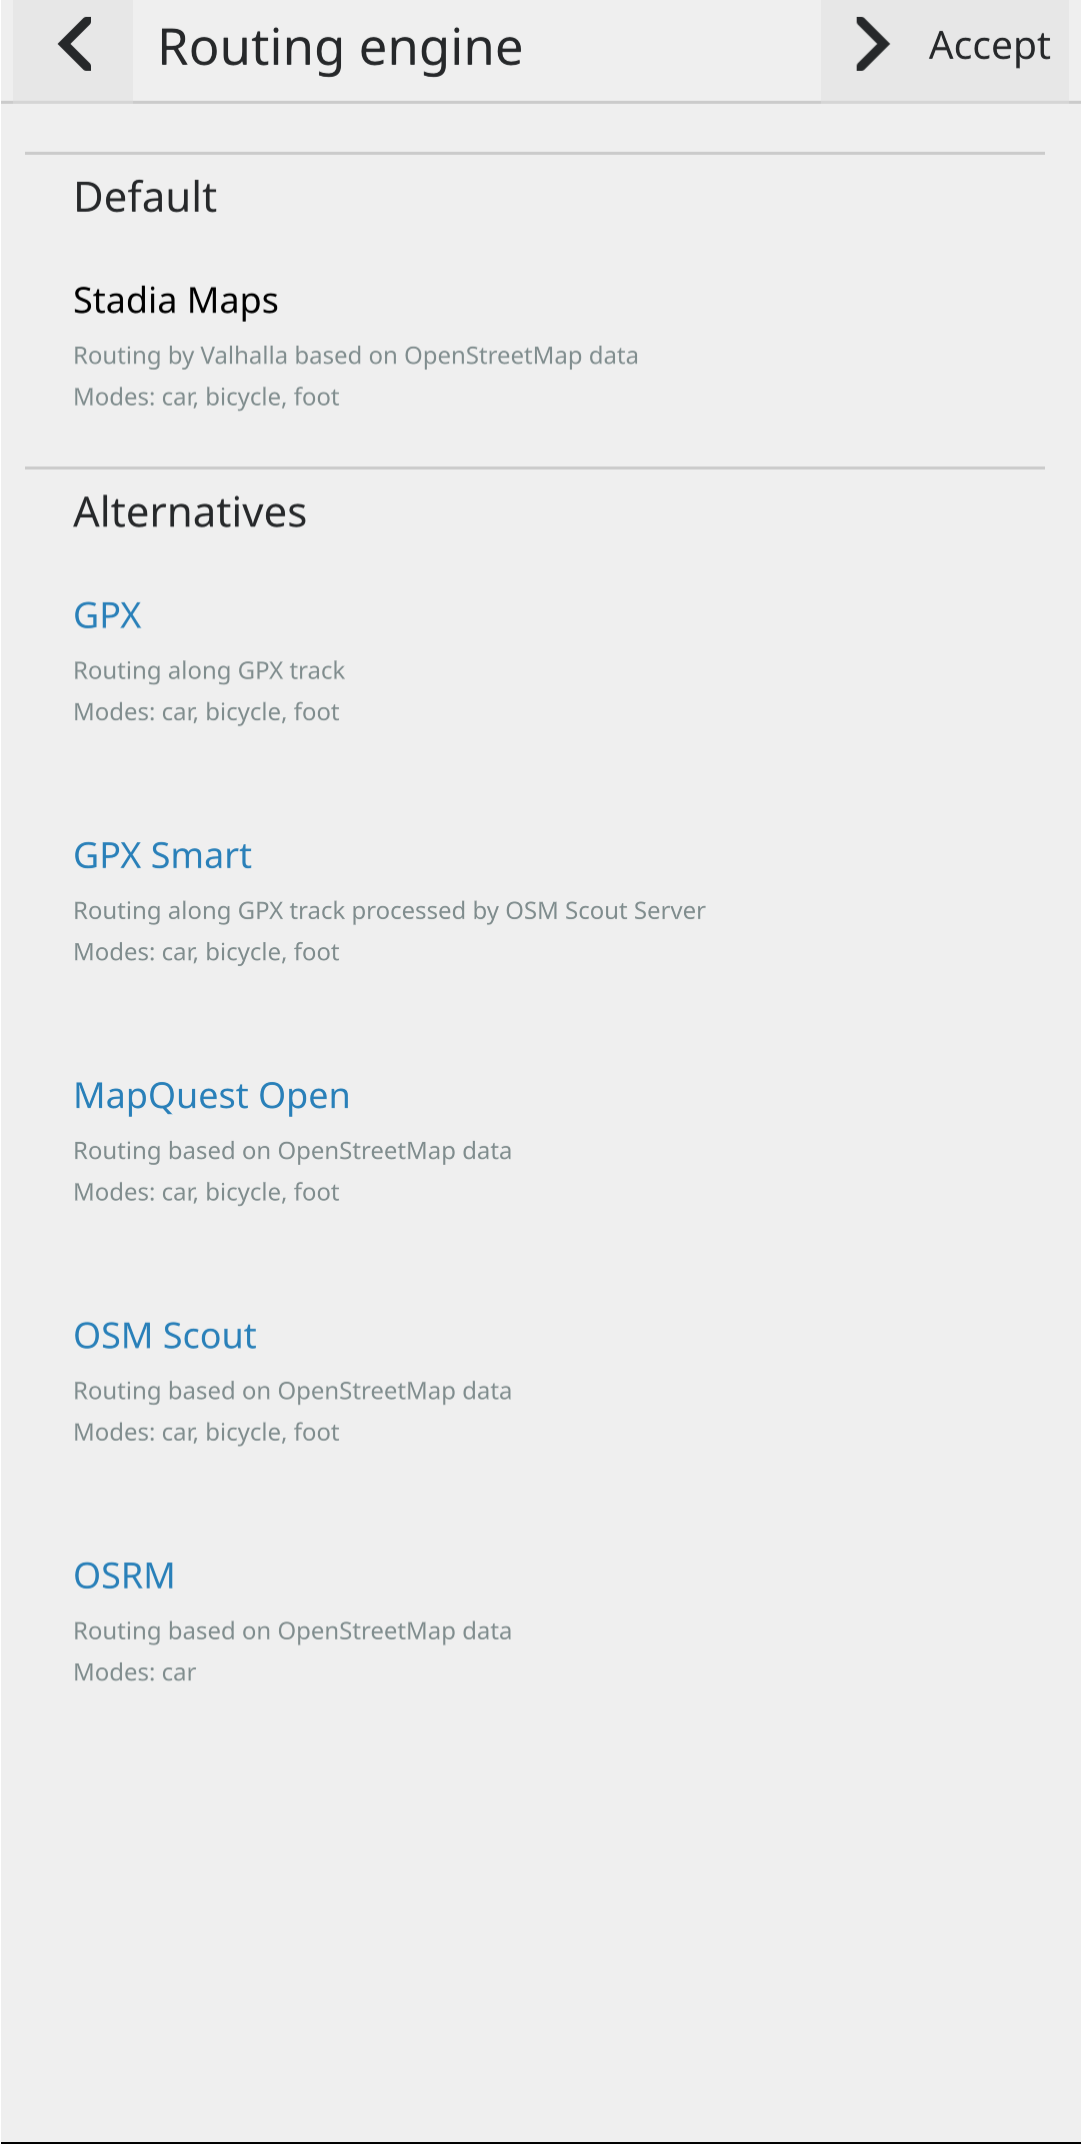 Routing engine
Accept
Default
Stadia Maps
Routing by Valhalla based on OpenStreetMap data
Modes: car, bicycle, foot
Alternatives
GPX
Routing along GPX track
Modes: car, bicycle, foot
GPX Smart
Routing along GPX track processed by OSM Scout Server
Modes: car, bicycle, foot
MapQuest Open
Routing based on OpenStreetMap data
Modes: car, bicycle, foot
OSM Scout
Routing based on OpenStreetMap data
Modes: car, bicycle, foot
OSRM
Routing based on OpenStreetMap data
Modes: car